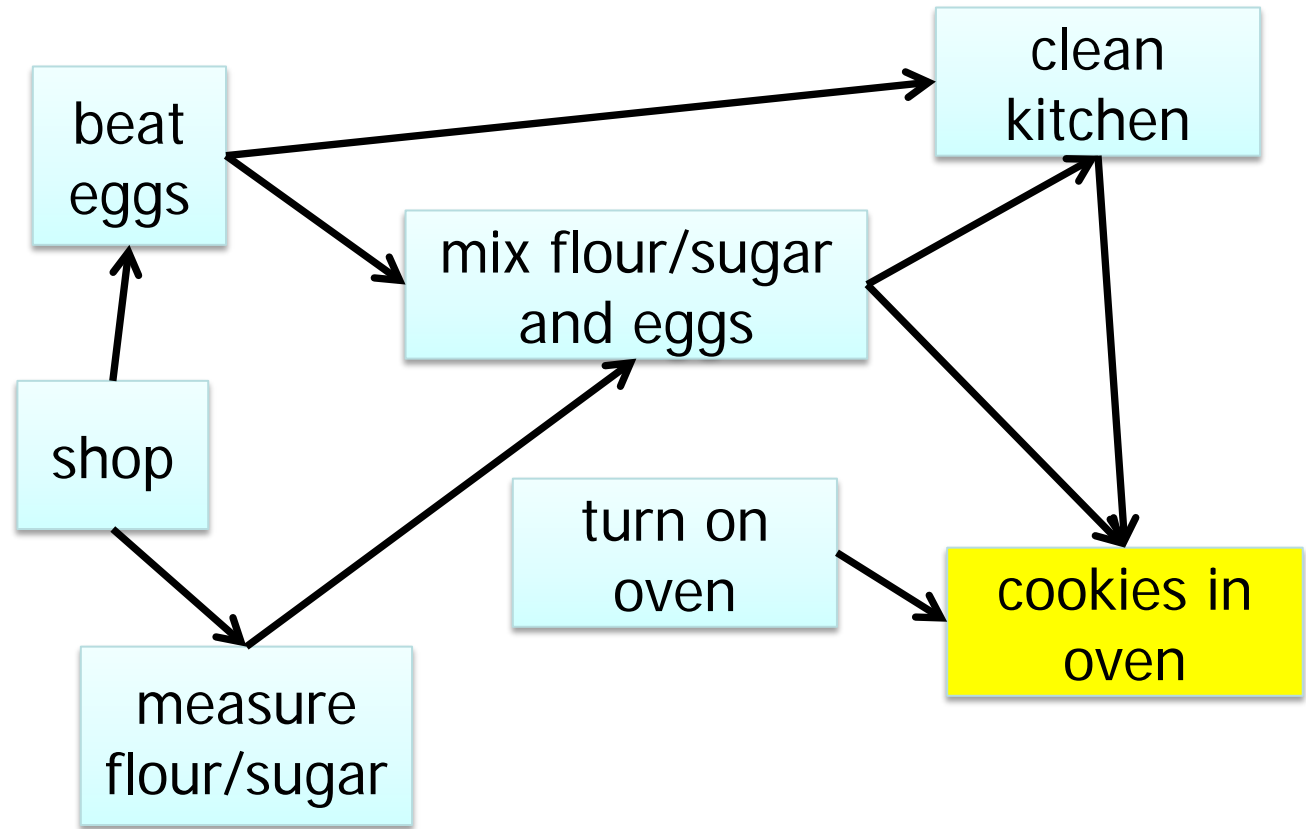 beat
eggs
clean
kitchen
mix flour/sugar
and eggs
shop
turn on
oven
cookies in
oven
measure
flour/sugar